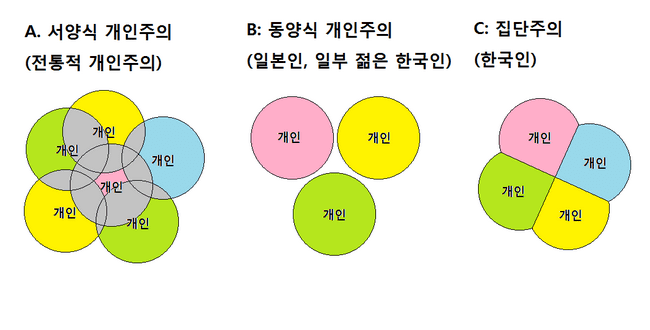 A. 서양식 개인주의
(전통적 개인주의)
개인
개인
개인
개인
개인
개인
B: 동양식 개인주의
(일본인, 일부 젊은 한국인)
개인
개인
개인
C: 집단주의
(한국인)
개인
개인
개인
개인